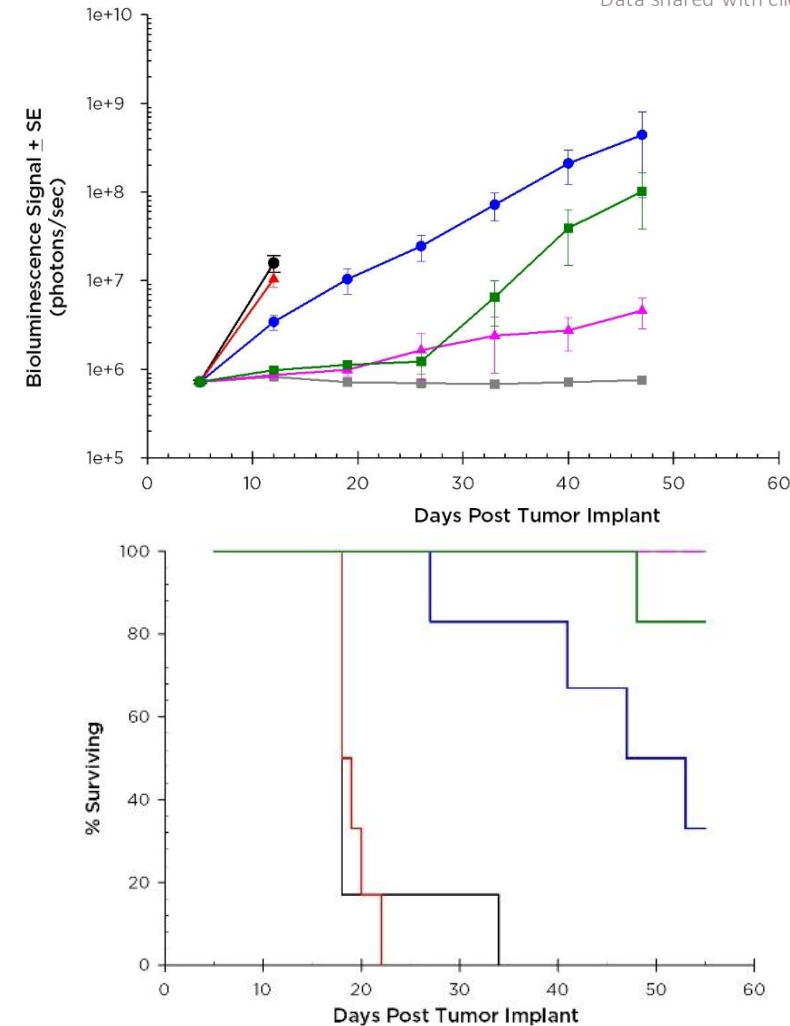 Data shared with cli
1e+10
1e+9
1e+8
1e+7
1e+6
1e+5
Bioluminescence Signal ± SE
(photons/sec)
0 10 20 30 40 50 60
Days Post Tumor Implant
100
80
60
40
20
0
% Surviving
0 10 20 30 40 50 60
Days Post Tumor Implant